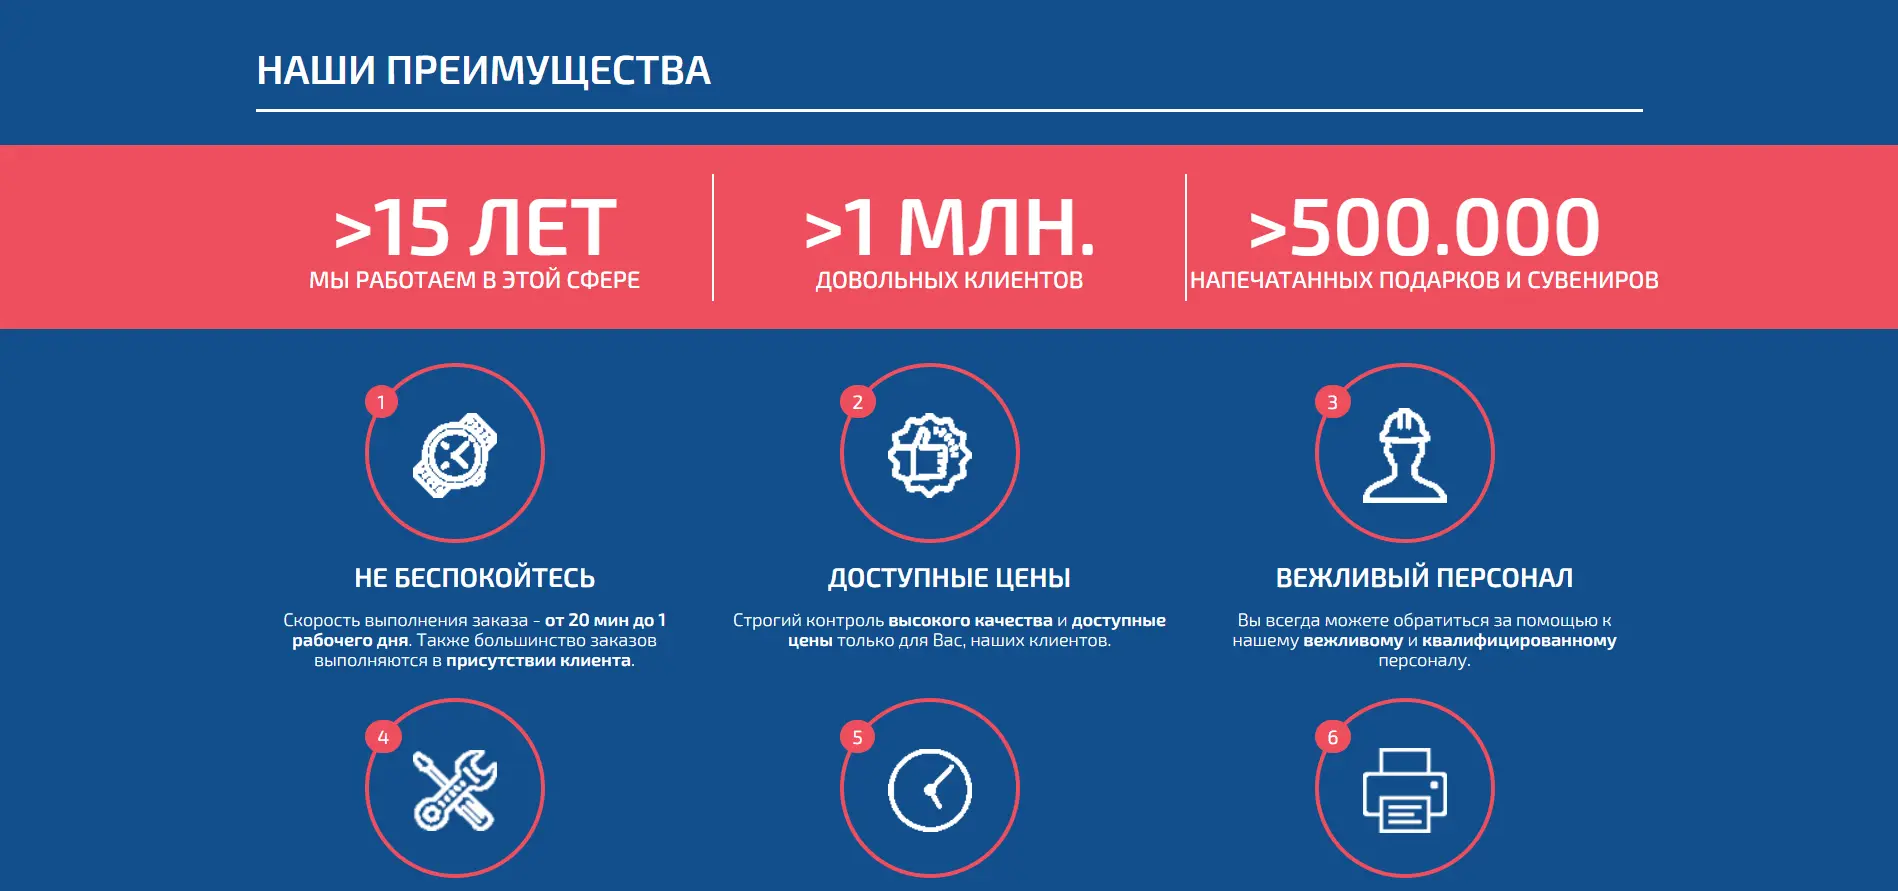 НАШИ ПРЕИМУЩЕСТВА
>15 ЛЕТ
МЫ РАБОТАЕМ В ЭТОЙ СФЕРЕ
>1 МЛН.
ДОВОЛЬНЫХ КЛИЕНТОВ
>500.000
НАПЕЧАТАННЫХ ПОДАРКОВ И СУВЕНИРОВ
1
НЕ БЕСПОКОЙТЕСЬ
Скорость выполнения заказа - от 20 мин до 1
рабочего дня. Также большинство заказов
выполняются в присутствии клиента.
2
ДОСТУПНЫЕ ЦЕНЫ
Строгий контроль высокого качества и доступные
цены только для Вас, наших клиентов.
3
ВЕЖЛИВЫЙ ПЕРСОНАЛ
Вы всегда можете обратиться за помощью к
нашему вежливому и квалифицированному
персоналу.
4
5
6